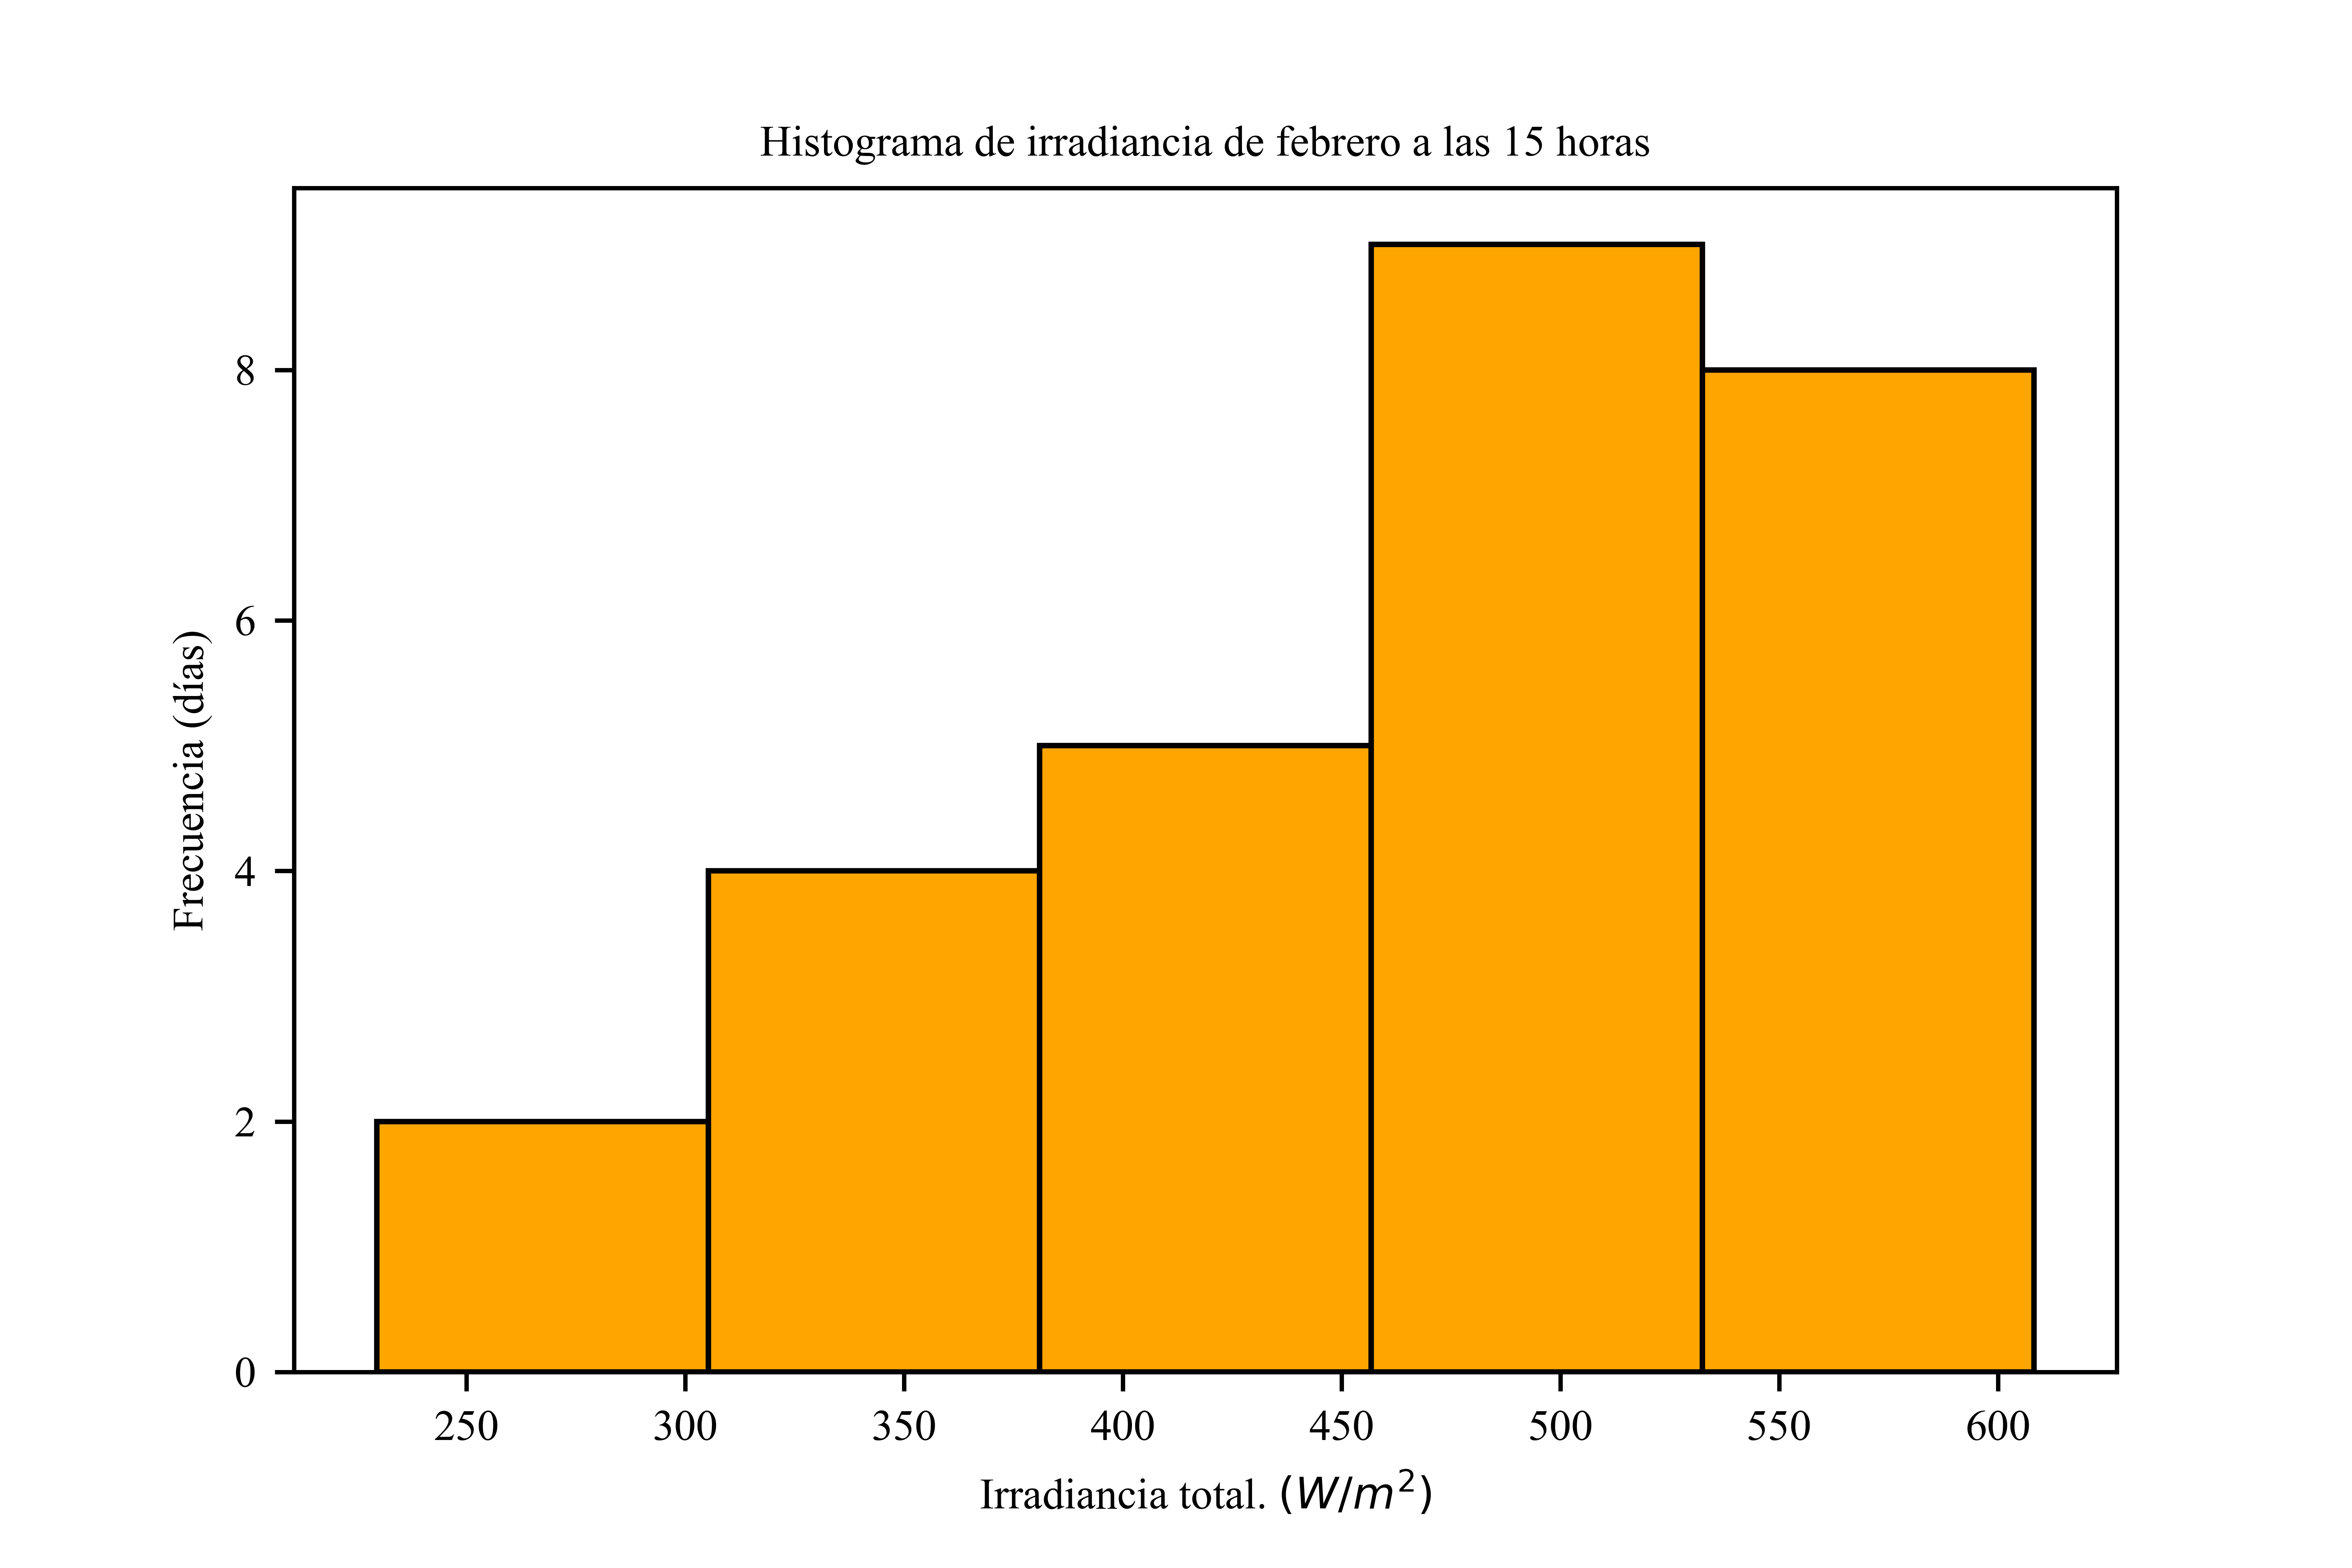 Histograma de irradiancia de febrero a las 15 horas
Frecuencia (días)
8
6
4
2
0
250 300 350 400 450 500 550 600
Irradiancia total. (W/m²)